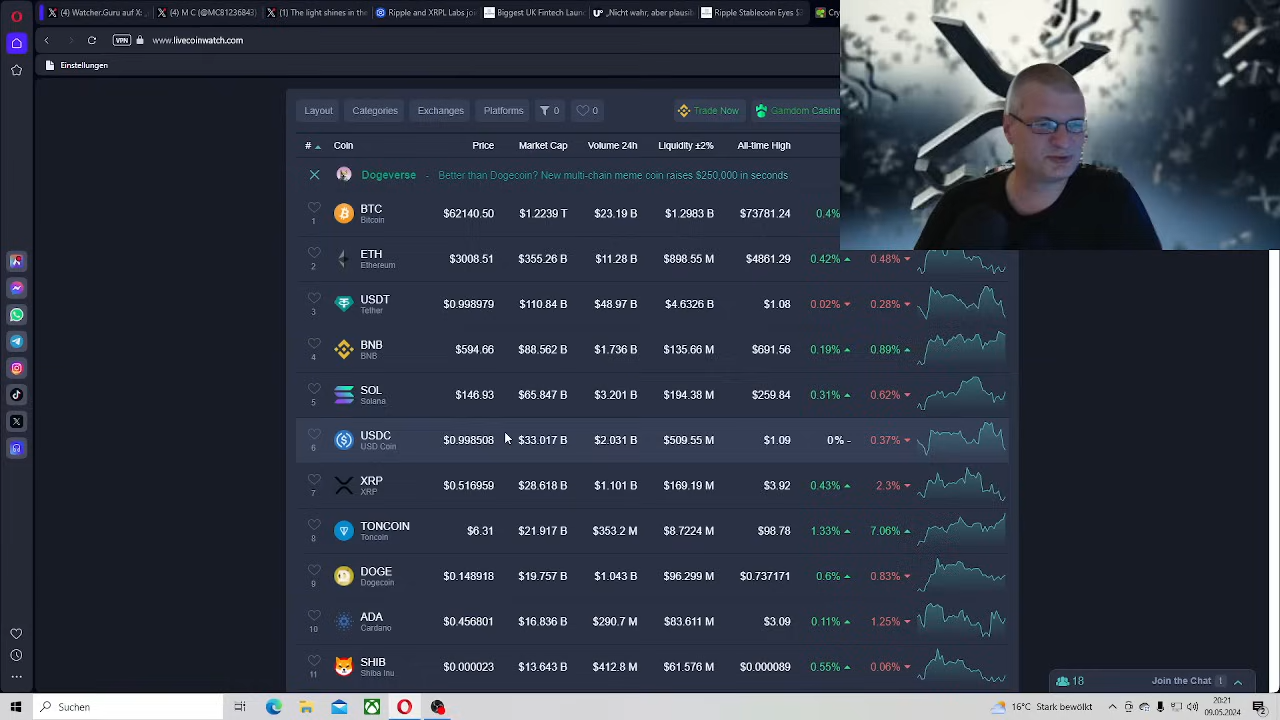 Watcher.Guru auf X:
(4) M C (@MC81236843)
The light shines in the
Ripple and XRPL Labs jo
Biggest UK Fintech Laun
„Nicht wahr, aber plausib
Ripple Stablecoin Eyes $
Cry
VPN www.livecoinwatch.com
Einstellungen
Layout Categories Exchanges Platforms 0 0 Trade Now Gamdom Casino
# Coin Price Market Cap Volume 24h Liquidity ±2% All-time High
Dogeverse - Better than Dogecoin? New multi-chain meme coin raises $250,000 in seconds
1 BTC Bitcoin $62140.50 $1.2239 T $23.19 B $1.2983 B $73781.24 0.4%
2 ETH Ethereum $3008.51 $355.26 B $11.28 B $898.55 M $4861.29 0.42% 0.48%
3 USDT Tether $0.998979 $110.84 B $48.97 B $4.6326 B $1.08 0.02% 0.28%
4 BNB BNB $594.66 $88.562 B $1.736 B $135.66 M $691.56 0.19% 0.89%
5 SOL Solana $146.93 $65.847 B $3.201 B $194.38 M $259.84 0.31% 0.62%
6 USDC USD Coin $0.998508 $33.017 B $2.031 B $509.55 M $1.09 0% - 0.37%
7 XRP XRP $0.516959 $28.618 B $1.101 B $169.19 M $3.92 0.43% 2.3%
8 TONCOIN Toncoin $6.31 $21.917 B $353.2 M $8.7224 M $98.78 1.33% 7.06%
9 DOGE Dogecoin $0.148918 $19.757 B $1.043 B $96.299 M $0.737171 0.6% 0.83%
10 ADA Cardano $0.456801 $16.836 B $290.7 M $83.611 M $3.09 0.11% 1.25%
11 SHIB Shiba Inu $0.000023 $13.643 B $412.8 M $61.576 M $0.000089 0.55% 0.06%
18 Join the Chat 1
Suchen
16°C Stark bewölkt
20:21
09.05.2024